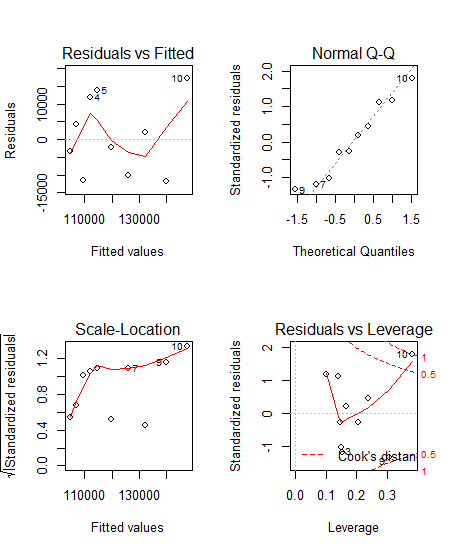 Residuals vs Fitted
Residuals
-15000 0 10000
10
5
4
110000 130000
Fitted values
Normal Q-Q
Standardized residuals
-1.0 0.0 1.0 2.0
10
9
7
-1.5 -0.5 0.5 1.5
Theoretical Quantiles
Scale-Location
√|Standardized residuals|
0.0 0.4 0.8 1.2
10
9
7
110000 130000
Fitted values
Residuals vs Leverage
Standardized residuals
-1 0 1 2
10
1
0.5
0.5
1
Cook's distan
9
0.0 0.1 0.2 0.3
Leverage